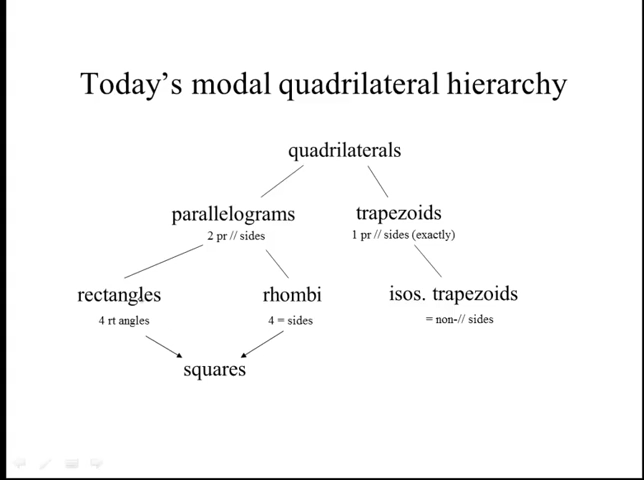 Today's modal quadrilateral hierarchy
quadrilaterals
parallelograms
2 pr // sides
trapezoids
1 pr // sides (exactly)
rectangles
4 rt angles
rhombi
4 = sides
isos. trapezoids
= non-// sides
squares